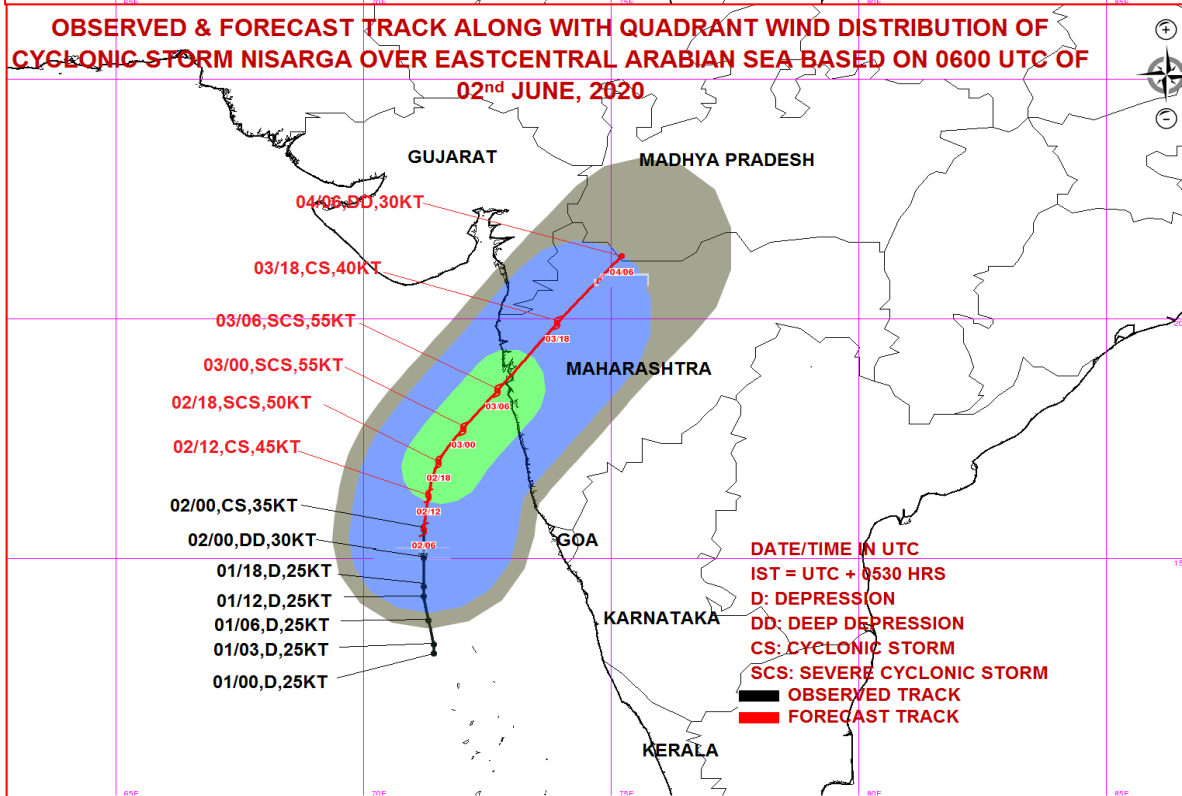 65E 70E 75E 80E 85E
OBSERVED & FORECAST TRACK ALONG WITH QUADRANT WIND DISTRIBUTION OF
CYCLONIC STORM NISARGA OVER EASTCENTRAL ARABIAN SEA BASED ON 0600 UTC OF
02nd JUNE, 2020
GUJARAT
MADHYA PRADESH
04/06,DD,30KT
03/18,CS,40KT
04/06
03/06,SCS,55KT
20
03/18
03/00,SCS,55KT
MAHARASHTRA
02/18,SCS,50KT
03/06
02/12,CS,45KT
03/00
02/18
02/00,CS,35KT
02/12
02/00,DD,30KT
02/06
GOA
01/18,D,25KT
15
01/12,D,25KT
01/06,D,25KT
01/03,D,25KT
01/00,D,25KT
KARNATAKA
KERALA
DATE/TIME IN UTC
IST = UTC + 0530 HRS
D: DEPRESSION
DD: DEEP DEPRESSION
CS: CYCLONIC STORM
SCS: SEVERE CYCLONIC STORM
OBSERVED TRACK
FORECAST TRACK
65E 70E 75E 80E 85E